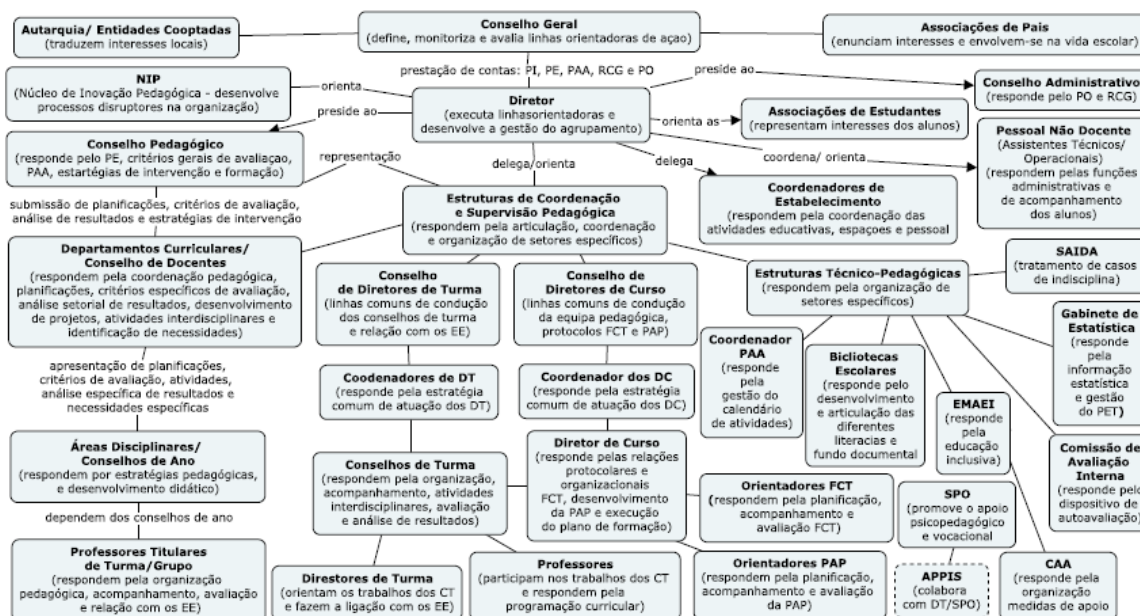 Conselho Geral
(define, monitoriza e avalia linhas orientadoras de açao)
Autarquia/ Entidades Cooptadas
(traduzem interesses locais)
Associações de Pais
(enunciam interesses e envolvem-se na vida escolar)
prestação de contas: PI, PE, PAA, RCG e PO
preside ao
NIP
(Núcleo de Inovação Pedagógica - desenvolve
processos disruptores na organização)
orienta
Conselho Administrativo
(responde pelo PO e RCG)
Diretor
(executa linhasorientadoras e
desenvolve a gestão do agrupamento)
preside ao
orienta as
Associações de Estudantes
(representam interesses dos alunos)
Conselho Pedagógico
(responde pelo PE, critérios gerais de avaliaçao,
PAA, estartégias de intervenção e formação)
representação
delega/orienta
delega
coordena/ orienta
Pessoal Não Docente
(Assistentes Técnicos/
Operacionais)
respondem pelas funções
administrativas e
de acompanhamento
dos alunos)
submissão de planificações, critérios de avaliação,
análise de resultados e estratégias de intervenção
Estruturas de Coordenação
e Supervisão Pedagógica
(respondem pela articulação, coordenação
e organização de setores específicos)
Coordenadores de
Estabelecimento
(respondem pela coordenação das
atividades educativas, espaçoes e pessoal
Departamentos Curriculares/
Conselho de Docentes
(respondem pela coordenação pedagógica,
planificações, critérios específicos de avaliação,
análise setorial de resultados, desenvolvimento
de projetos, atividades interdisciplinares e
identificação de necessidades)
Conselho
de Diretores de Turma
(linhas comuns de condução
dos conselhos de turma
e relação com os EE)
Conselho de
Diretores de Curso
(linhas comuns de condução
da equipa pedagógica,
protocolos FCT e PAP)
Estruturas Técnico-Pedagógicas
(respondem pela organização de
setores específicos)
SAIDA
(tratamento de casos
de indisciplina)
Gabinete de
Estatística
(responde
pela
informação
estatística
e gestão
do PET)
apresentação de planificações,
critérios de avaliação, atividades,
análise específica de resultados e
necessidades específicas
Coodenadores de DT
(responde pela estratégia
comum de atuação dos DT)
Coordenador dos DC
(responde pela estratégia
comum de atuação dos DC)
Coordenador
PAA
(responde
pela
gestão do
calendário
de atividades)
Bicliotecas
Escolares
(responde pelo
desenvolvimento
e articulação das
diferentes
literacias e
fundo documental)
EMAEI
(responde
pela
educação
inclusiva)
Comissão de
Avaliação
Interna
(responde pelo
dispositivo de
autoavaliação)
Áreas Disciplinares/
Conselhos de Ano
(respondem por estratégias pedagógicas,
e desenvolvimento didático)
Conselhos de Turma
(respondem pela organização,
acompanhamento, atividades
interdisciplinares, avaliação
e análise de resultados)
Diretor de Curso
(responde pelas relações
protocolares e
organizacionais
FCT, desenvolvimento
da PAP e execução
do plano de formação)
Orientadores FCT
(respondem pela planificação,
acompanhamento e
avaliação FCT)
SPO
(promove o apoio
psicopedagógico
e vocacional
dependem dos conselhos de ano
Professores Titulares
de Turma/Grupo
(respondem pela organização
pedagógica, acompanhamento, avaliação
e relação com os EE)
Direstores de Turma
(orientam os trabalhos dos CT
e fazem a ligação com os EE)
Professores
(participam nos trabalhos dos CT
e respondem pela
programação curricular)
Orientadores PAP
(respondem pela planificação,
acompanhamento e avaliação
da PAP)
APPIS
(colabora
com DT/SPO)
CAA
(responde pela
organização
medidas de apoio